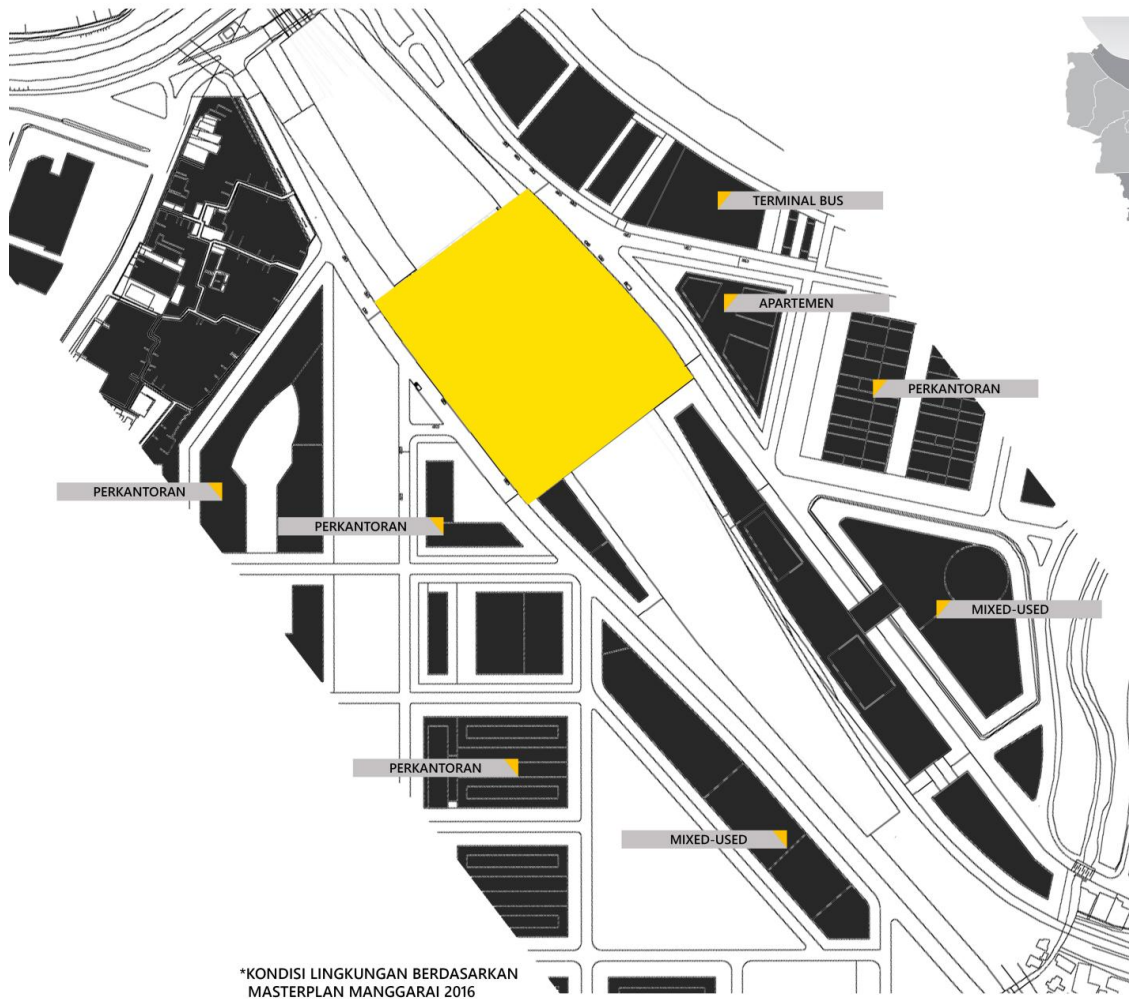 TERMINAL BUS
APARTEMEN
PERKANTORAN
PERKANTORAN
PERKANTORAN
MIXED-USED
PERKANTORAN
MIXED-USED
*KONDISI LINGKUNGAN BERDASARKAN
MASTERPLAN MANGGARAI 2016